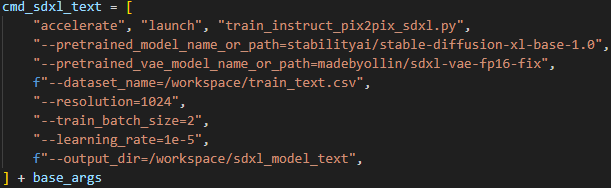 cmd_sdxl_text = [
    "accelerate", "launch", "train_instruct_pix2pix_sdxl.py",
    "--pretrained_model_name_or_path=stabilityai/stable-diffusion-xl-base-1.0",
    "--pretrained_vae_model_name_or_path=madebyollin/sdxl-vae-fp16-fix",
    f"--dataset_name=/workspace/train_text.csv",
    "--resolution=1024",
    "--train_batch_size=2",
    "--learning_rate=1e-5",
    f"--output_dir=/workspace/sdxl_model_text",
] + base_args